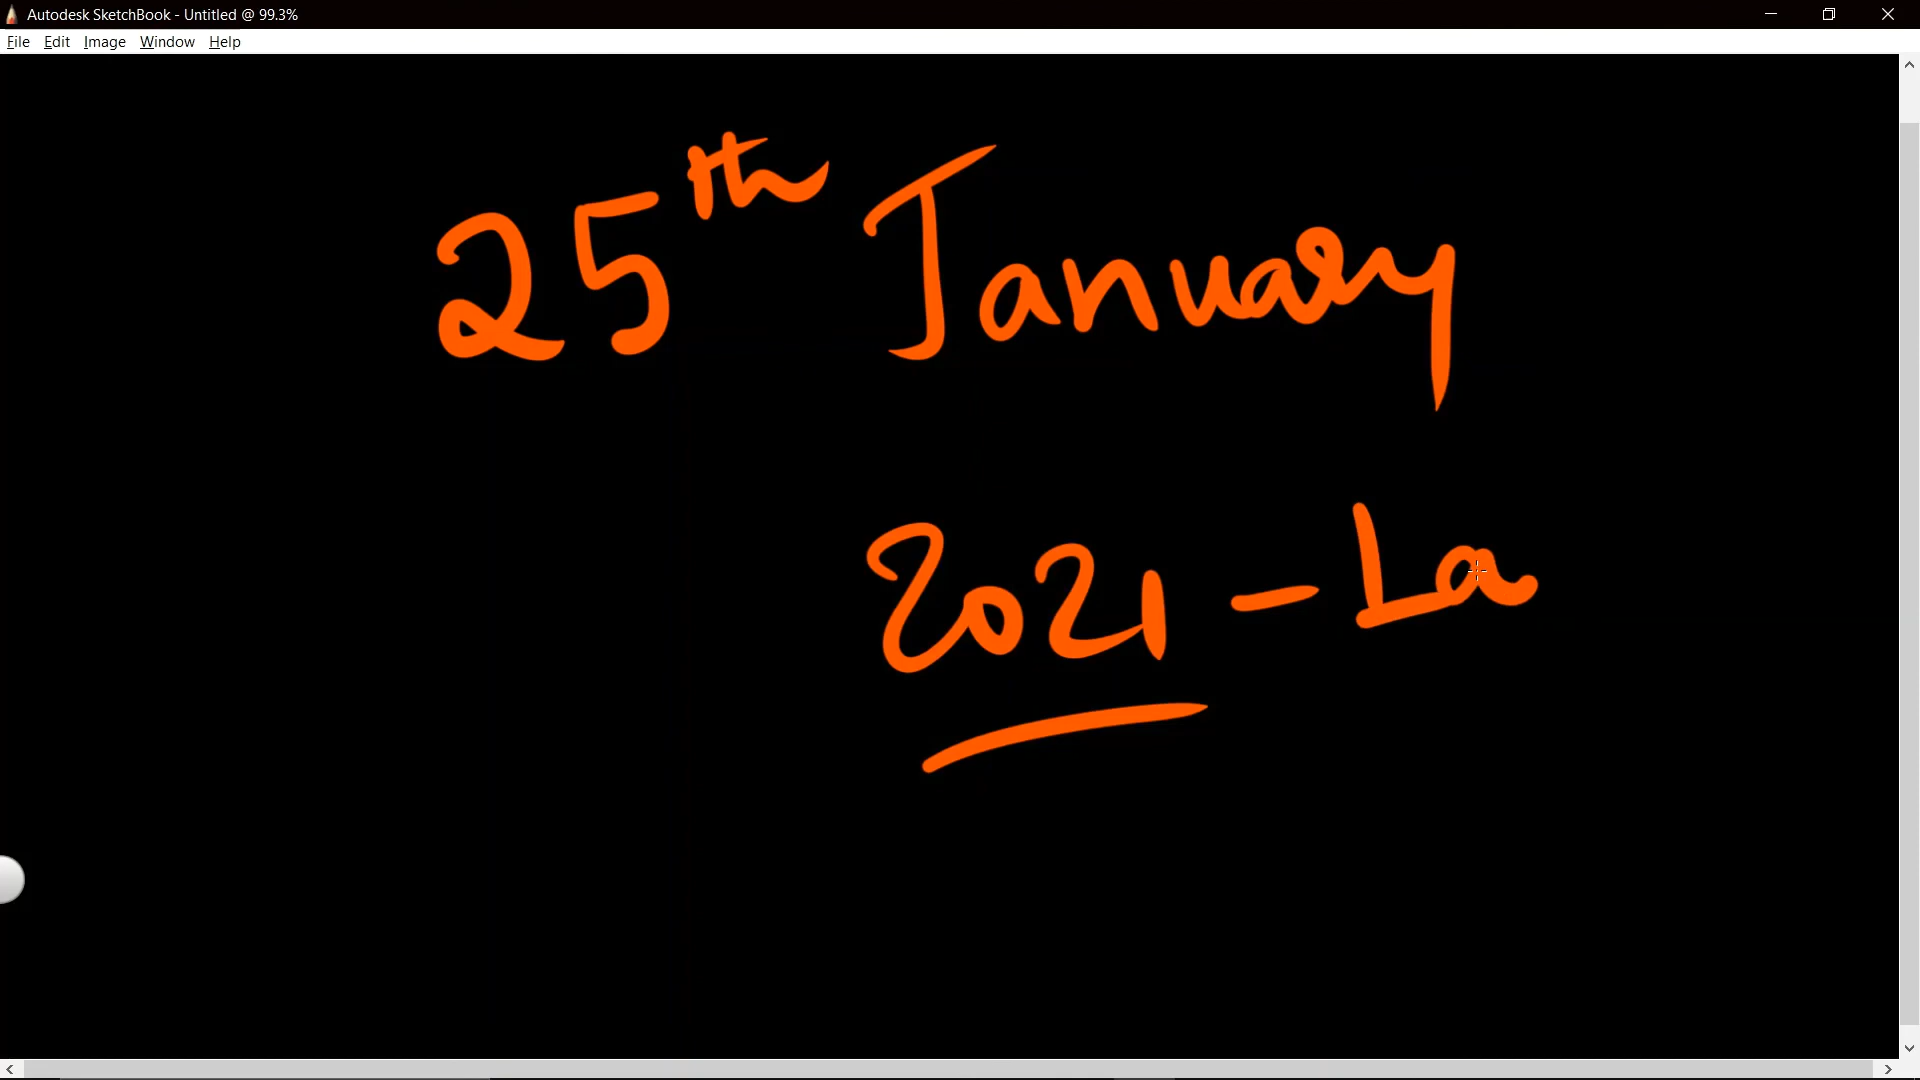 Autodesk SketchBook - Untitled @ 99.3%
File Edit Image Window Help
25th January
2021 - La